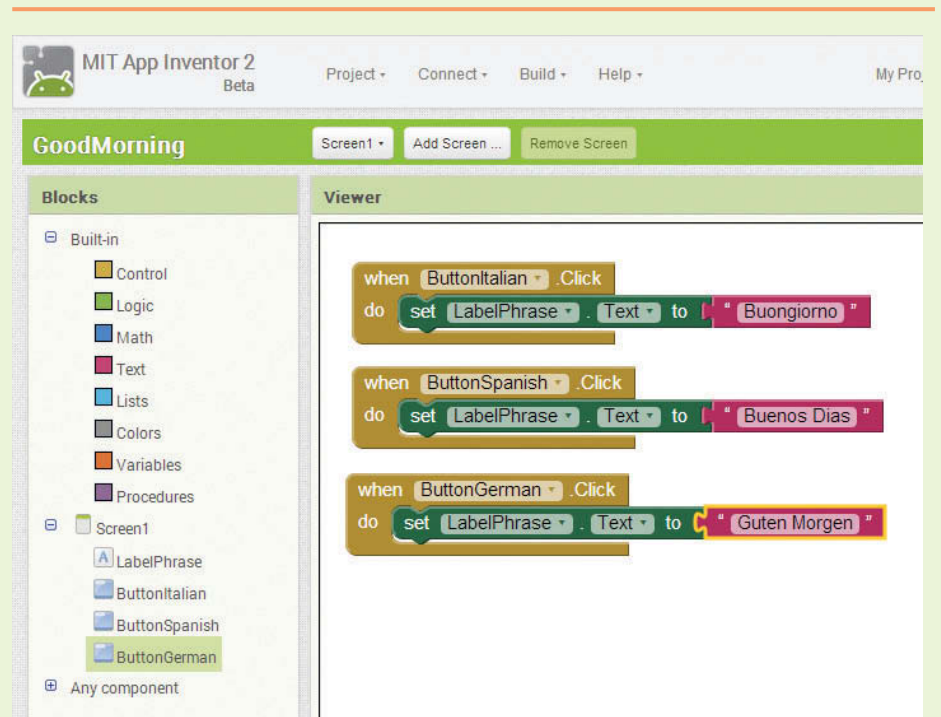 MIT App Inventor 2
Beta
Project Connect Build Help My Proj
GoodMorning Screen1 Add Screen ... Remove Screen
Blocks Viewer
Built-in
Control
Logic
Math
Text
Lists
Colors
Variables
Procedures
Screen1
LabelPhrase
ButtonItalian
ButtonSpanish
ButtonGerman
Any component
when ButtonItalian .Click
do set LabelPhrase . Text to " Buongiorno "
when ButtonSpanish .Click
do set LabelPhrase . Text to " Buenos Dias "
when ButtonGerman .Click
do set LabelPhrase . Text to " Guten Morgen "